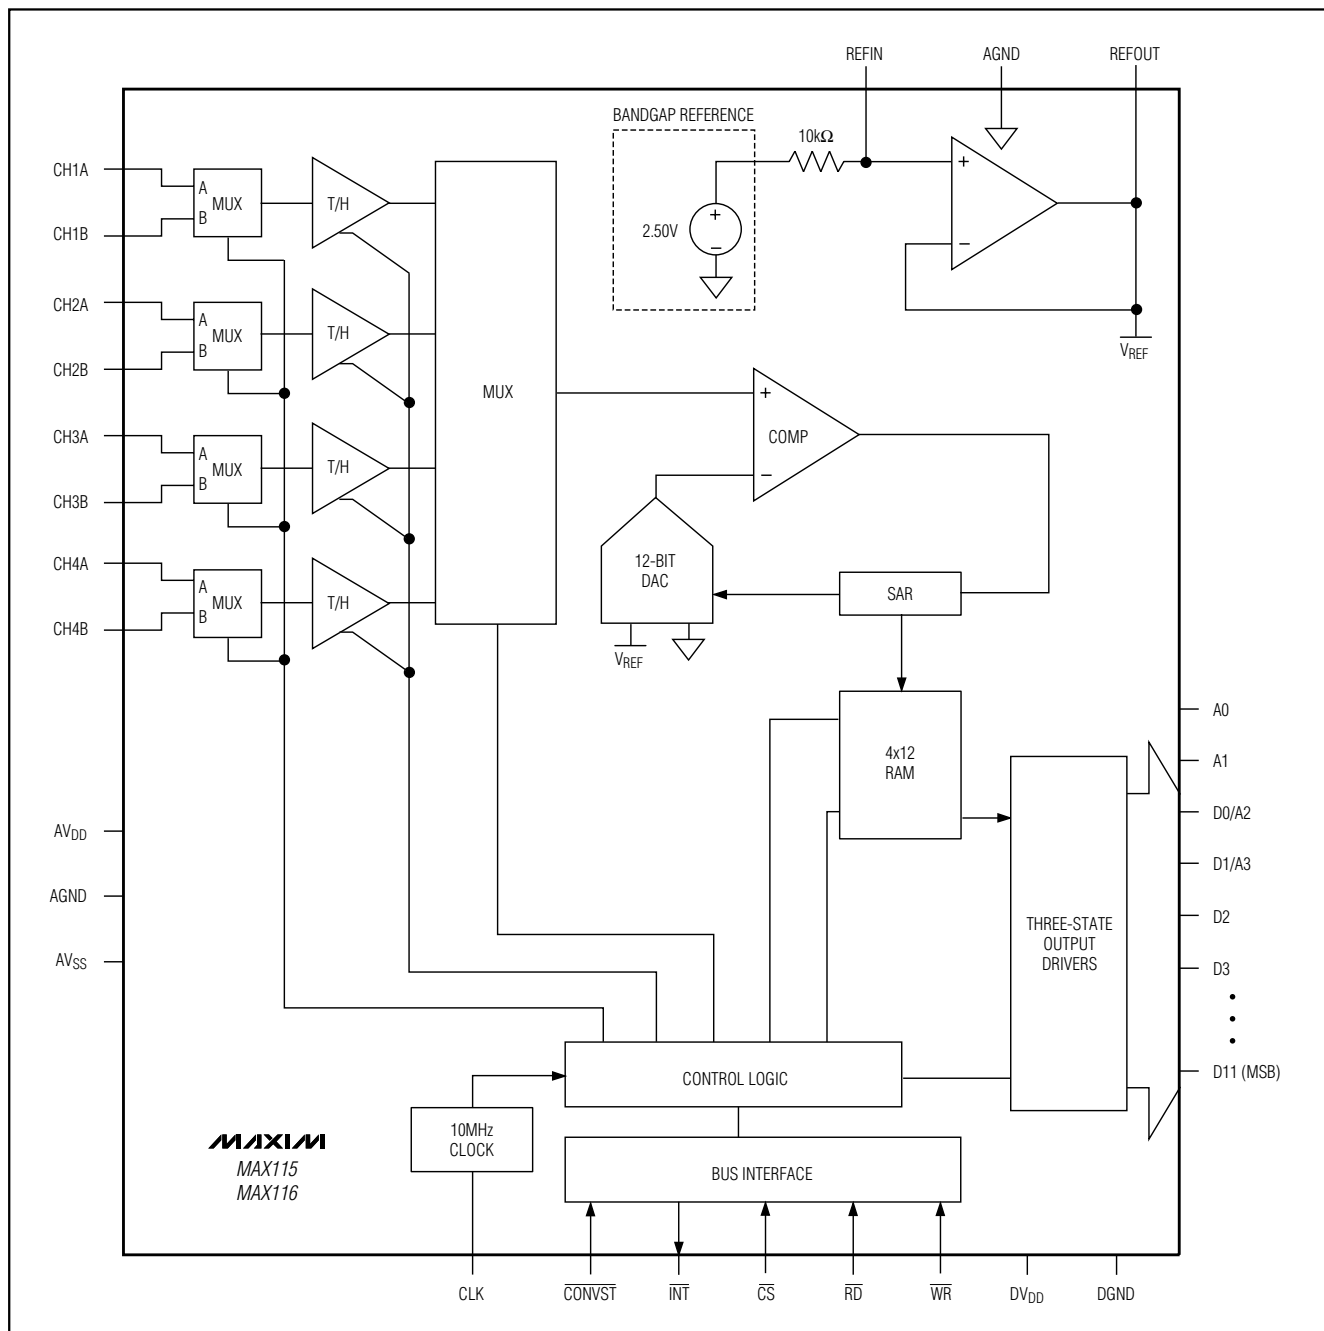 REFIN
AGND
REFOUT
BANDGAP REFERENCE
10kΩ
2.50V
+
−
+
−
VREF
CH1A
CH1B
A
B
MUX
T/H
CH2A
CH2B
A
B
MUX
T/H
CH3A
CH3B
A
B
MUX
T/H
CH4A
CH4B
A
B
MUX
T/H
MUX
+
−
COMP
12-BIT
DAC
VREF
SAR
4x12
RAM
THREE-STATE
OUTPUT
DRIVERS
A0
A1
D0/A2
D1/A3
D2
D3
D11 (MSB)
AVDD
AGND
AVSS
CONTROL LOGIC
10MHz
CLOCK
BUS INTERFACE
MAXIM
MAX115
MAX116
CLK
CONVST
INT
CS
RD
WR
DVDD
DGND